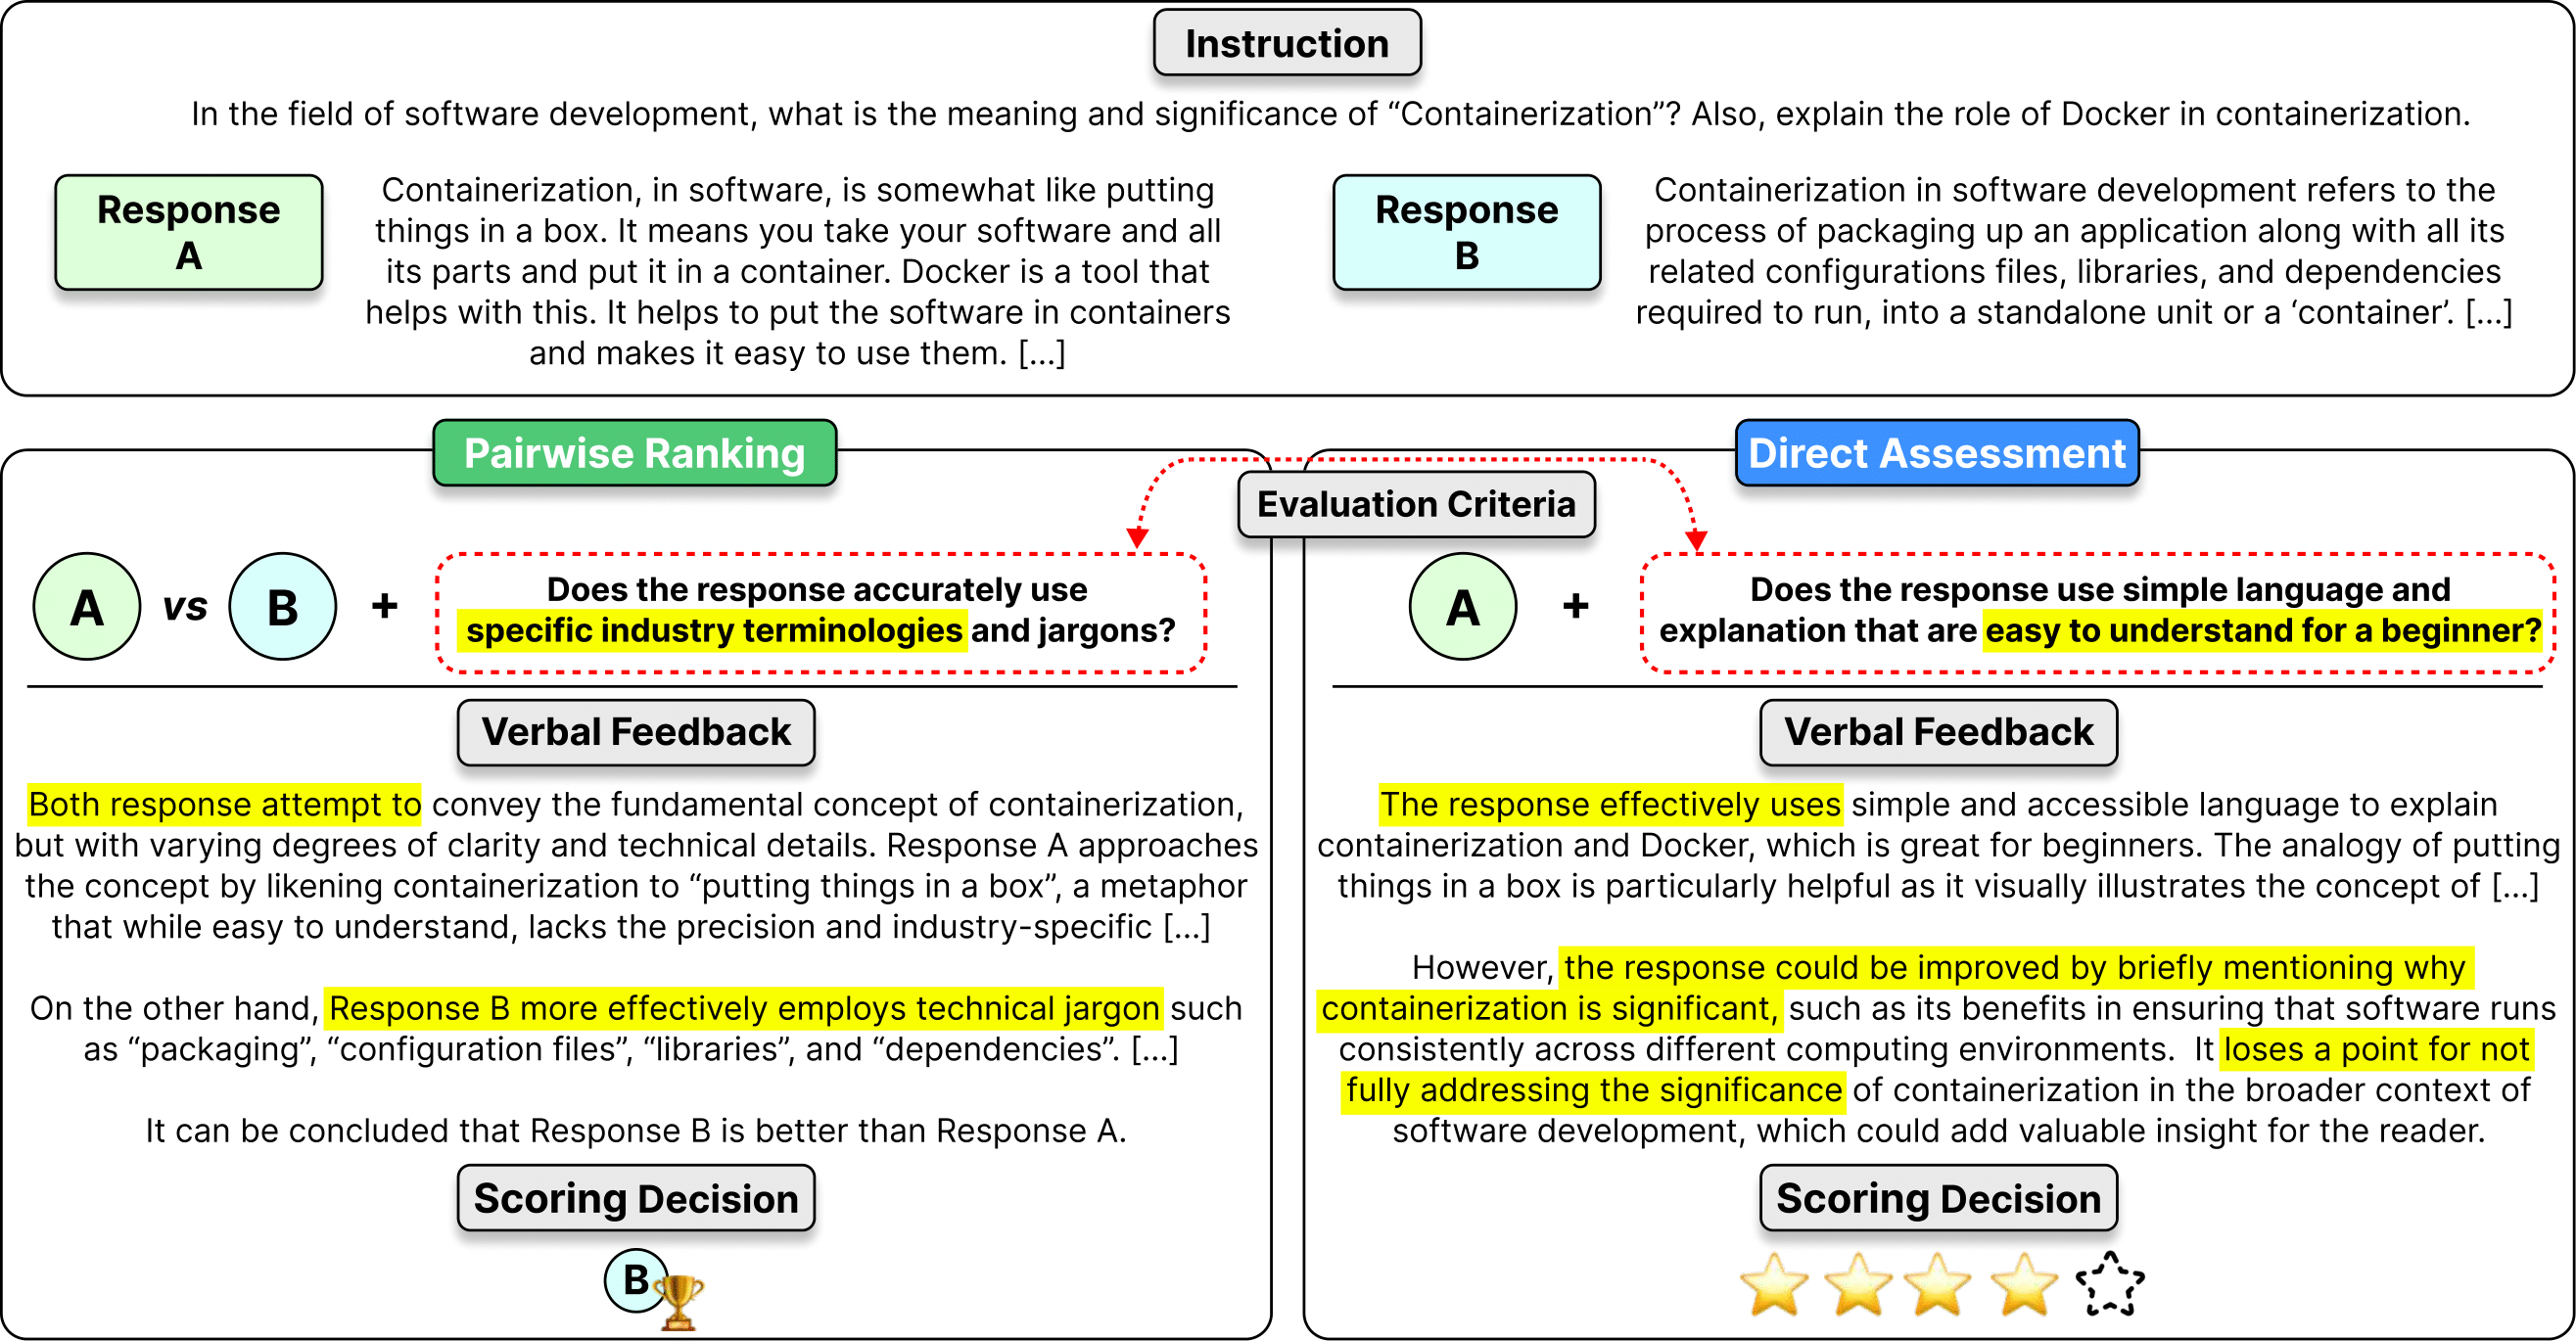 Instruction
In the field of software development, what is the meaning and significance of “Containerization”? Also, explain the role of Docker in containerization.
Response
A
Containerization, in software, is somewhat like putting
things in a box. It means you take your software and all
its parts and put it in a container. Docker is a tool that
helps with this. It helps to put the software in containers
and makes it easy to use them. [...]
Response
B
Containerization in software development refers to the
process of packaging up an application along with all its
related configurations files, libraries, and dependencies
required to run, into a standalone unit or a ‘container’. [...]
Pairwise Ranking
Evaluation Criteria
A vs B +
Does the response accurately use
specific industry terminologies and jargons?
Verbal Feedback
Both response attempt to convey the fundamental concept of containerization,
but with varying degrees of clarity and technical details. Response A approaches
the concept by likening containerization to “putting things in a box”, a metaphor
that while easy to understand, lacks the precision and industry-specific [...]
On the other hand, Response B more effectively employs technical jargon such
as “packaging”, “configuration files”, “libraries”, and “dependencies”. [...]
It can be concluded that Response B is better than Response A.
Scoring Decision
B
Direct Assessment
A +
Does the response use simple language and
explanation that are easy to understand for a beginner?
Verbal Feedback
The response effectively uses simple and accessible language to explain
containerization and Docker, which is great for beginners. The analogy of putting
things in a box is particularly helpful as it visually illustrates the concept of [...]
However, the response could be improved by briefly mentioning why
containerization is significant, such as its benefits in ensuring that software runs
consistently across different computing environments. It loses a point for not
fully addressing the significance of containerization in the broader context of
software development, which could add valuable insight for the reader.
Scoring Decision